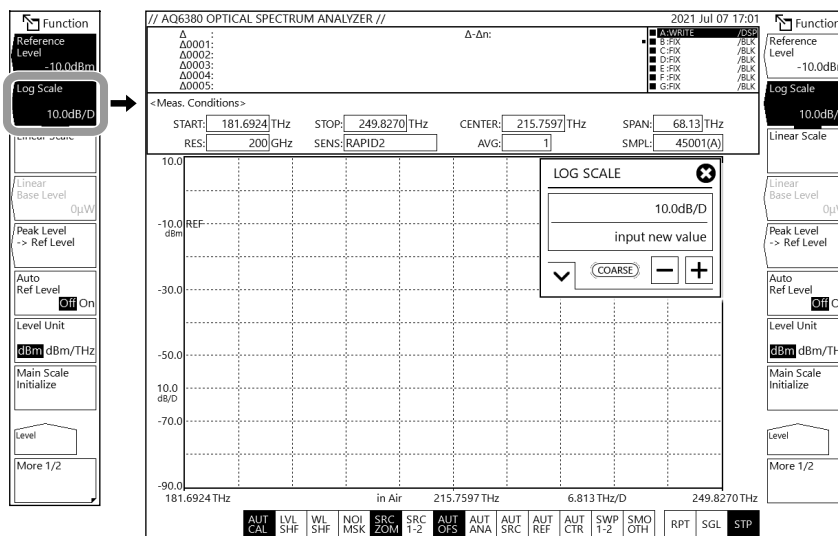 Function
Reference
Level
-10.0dBm
Log Scale
10.0dB/D
Linear Scale
Linear
Base Level
0μW
Peak Level
-> Ref Level
Auto
Ref Level
Off On
Level Unit
dBm dBm/THz
Main Scale
Initialize
Level
More 1/2
// AQ6380 OPTICAL SPECTRUM ANALYZER // 2021 Jul 07 17:01
Δ : Δ-Δn:
Δ0001:
Δ0002:
Δ0003:
Δ0004:
Δ0005:
A:WRITE /DSP
B:FIX /BLK
C:FIX /BLK
D:FIX /BLK
E:FIX /BLK
F:FIX /BLK
G:FIX /BLK
<Meas. Conditions>
START: 181.6924 THz STOP: 249.8270 THz CENTER: 215.7597 THz SPAN: 68.13 THz
RES: 200 GHz SENS: RAPID2 AVG: 1 SMPL: 45001(A)
10.0
-10.0 REF
dBm
-30.0
-50.0
10.0
dB/D
-70.0
-90.0
LOG SCALE
10.0dB/D
input new value
COARSE
181.6924 THz in Air 215.7597 THz 6.813 THz/D 249.8270 THz
AUT CAL
LVL SHF
WL SHF
NOI MSK
SRC ZOM
SRC 1-2
AUT OFS
AUT ANA
AUT SRC
AUT REF
AUT CTR
SWP 1-2
SMO OTH
RPT
SGL
STP
Function
Reference
Level
-10.0dB
Log Scale
10.0dB/
Linear Scale
Linear
Base Level
0μ
Peak Level
-> Ref Level
Auto
Ref Level
Off O
Level Unit
dBm dBm/TH
Main Scale
Initialize
Level
More 1/2